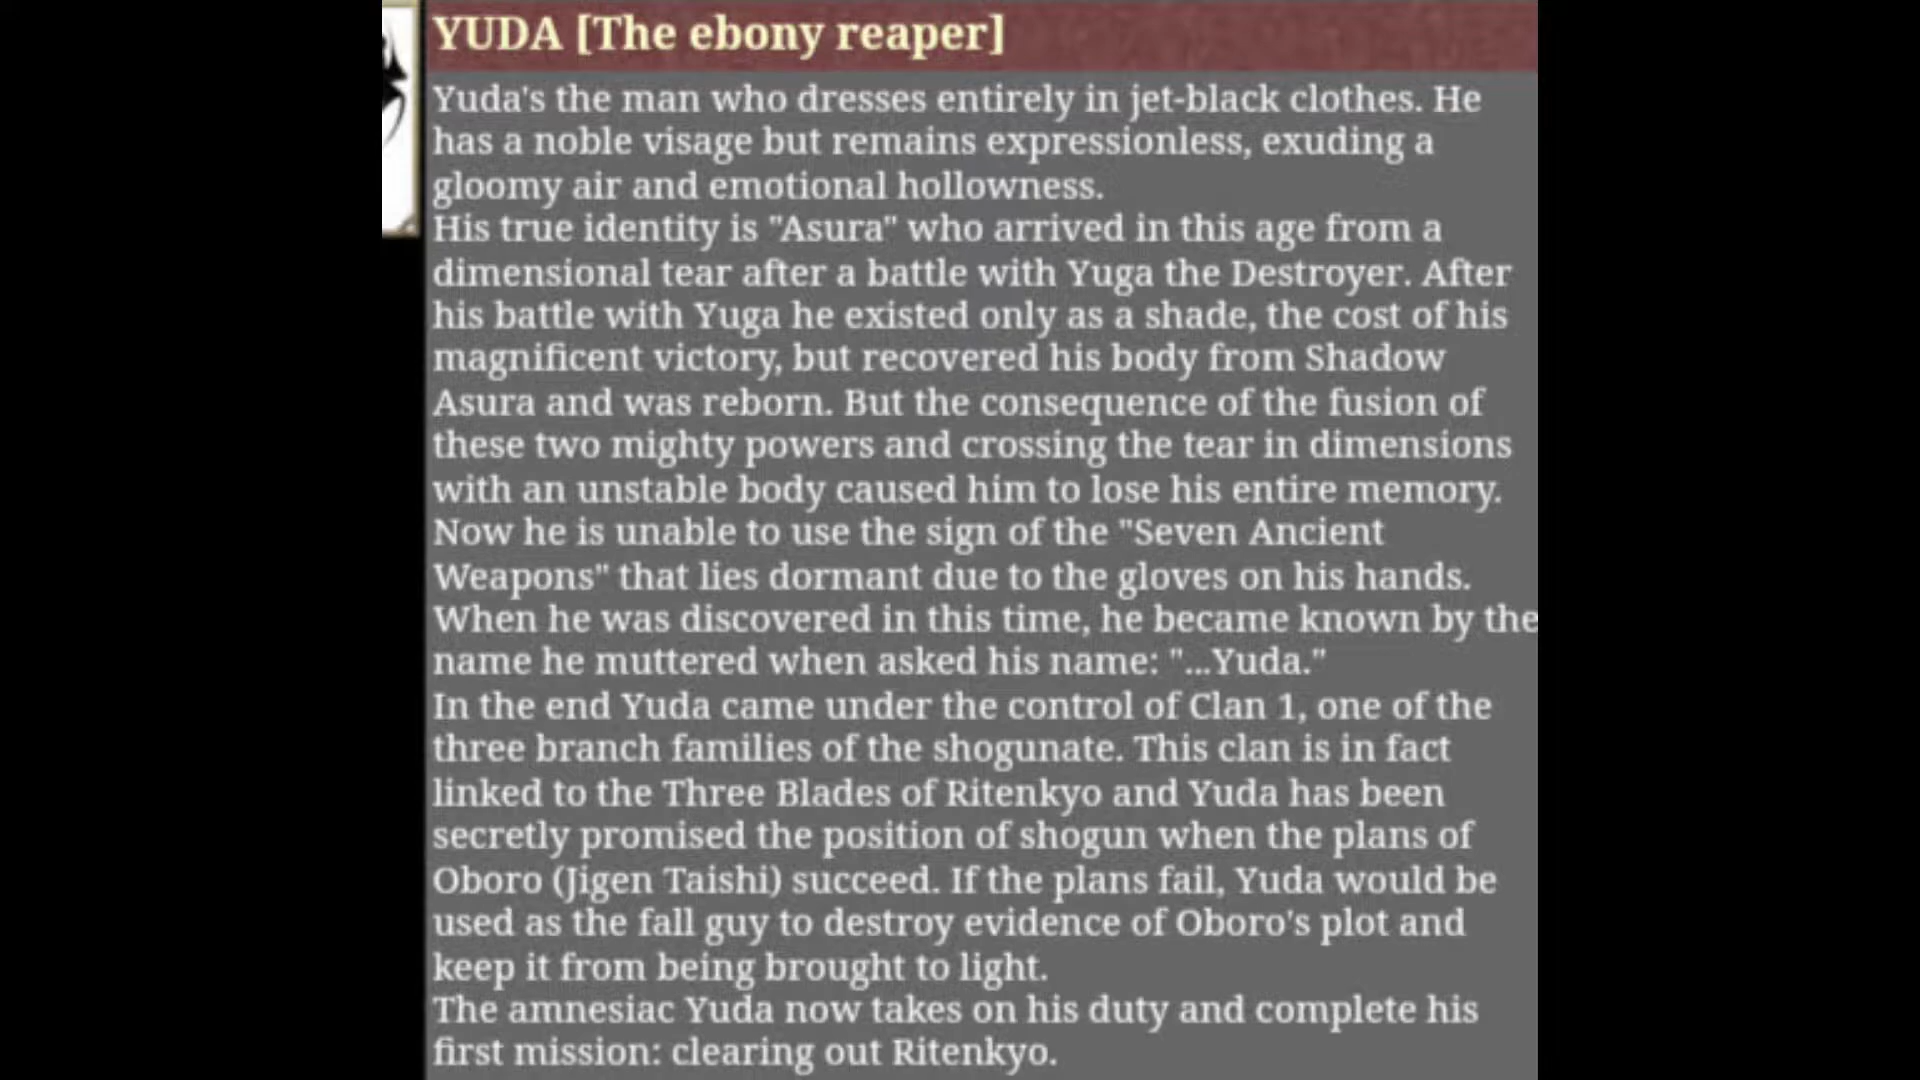 YUDA [The ebony reaper]
Yuda's the man who dresses entirely in jet-black clothes. He
has a noble visage but remains expressionless, exuding a
gloomy air and emotional hollowness.
His true identity is "Asura" who arrived in this age from a
dimensional tear after a battle with Yuga the Destroyer. After
his battle with Yuga he existed only as a shade, the cost of his
magnificent victory, but recovered his body from Shadow
Asura and was reborn. But the consequence of the fusion of
these two mighty powers and crossing the tear in dimensions
with an unstable body caused him to lose his entire memory.
Now he is unable to use the sign of the "Seven Ancient
Weapons" that lies dormant due to the gloves on his hands.
When he was discovered in this time, he became known by the
name he muttered when asked his name: "...Yuda."
In the end Yuda came under the control of Clan 1, one of the
three branch families of the shogunate. This clan is in fact
linked to the Three Blades of Ritenkyo and Yuda has been
secretly promised the position of shogun when the plans of
Oboro (Jigen Taishi) succeed. If the plans fail, Yuda would be
used as the fall guy to destroy evidence of Oboro's plot and
keep it from being brought to light.
The amnesiac Yuda now takes on his duty and complete his
first mission: clearing out Ritenkyo.